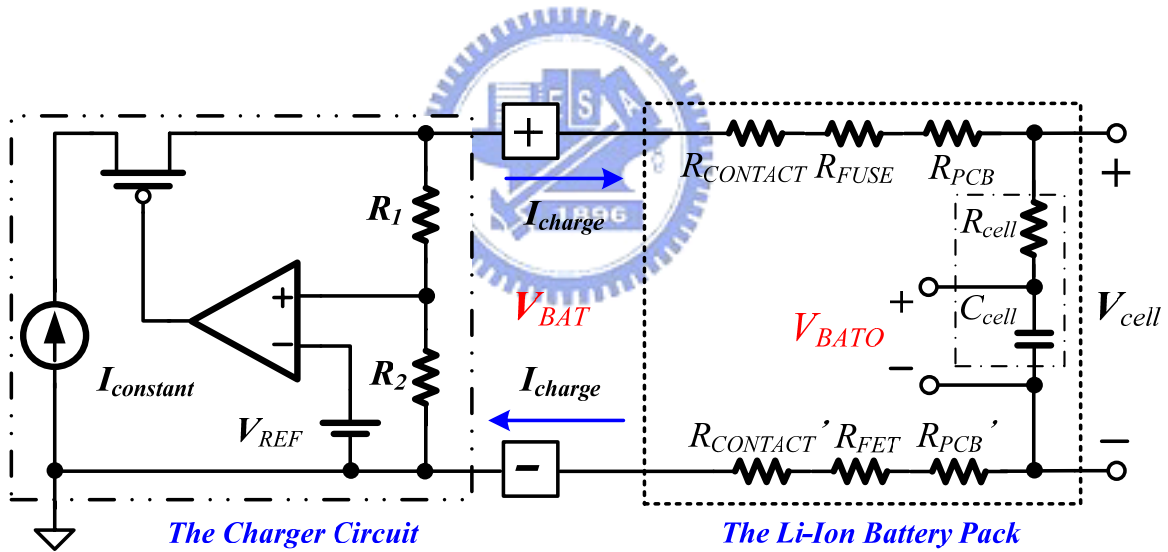 +
R_CONTACT R_FUSE R_PCB
+
R_1
I_charge
1896
R_cell
+
V_BAT
+
V_BATO
C_cell
V_cell
−
I_constant
R_2
I_charge
−
V_REF
R_CONTACT' R_FET R_PCB'
−
-
The Charger Circuit
The Li-Ion Battery Pack